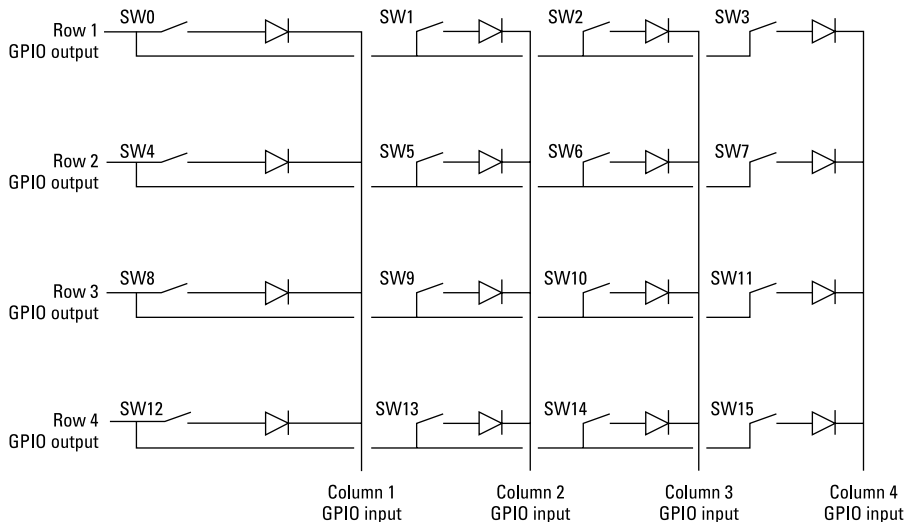 SW0 SW1 SW2 SW3
Row 1
GPIO output
SW4 SW5 SW6 SW7
Row 2
GPIO output
SW8 SW9 SW10 SW11
Row 3
GPIO output
SW12 SW13 SW14 SW15
Row 4
GPIO output
Column 1 Column 2 Column 3 Column 4
GPIO input GPIO input GPIO input GPIO input